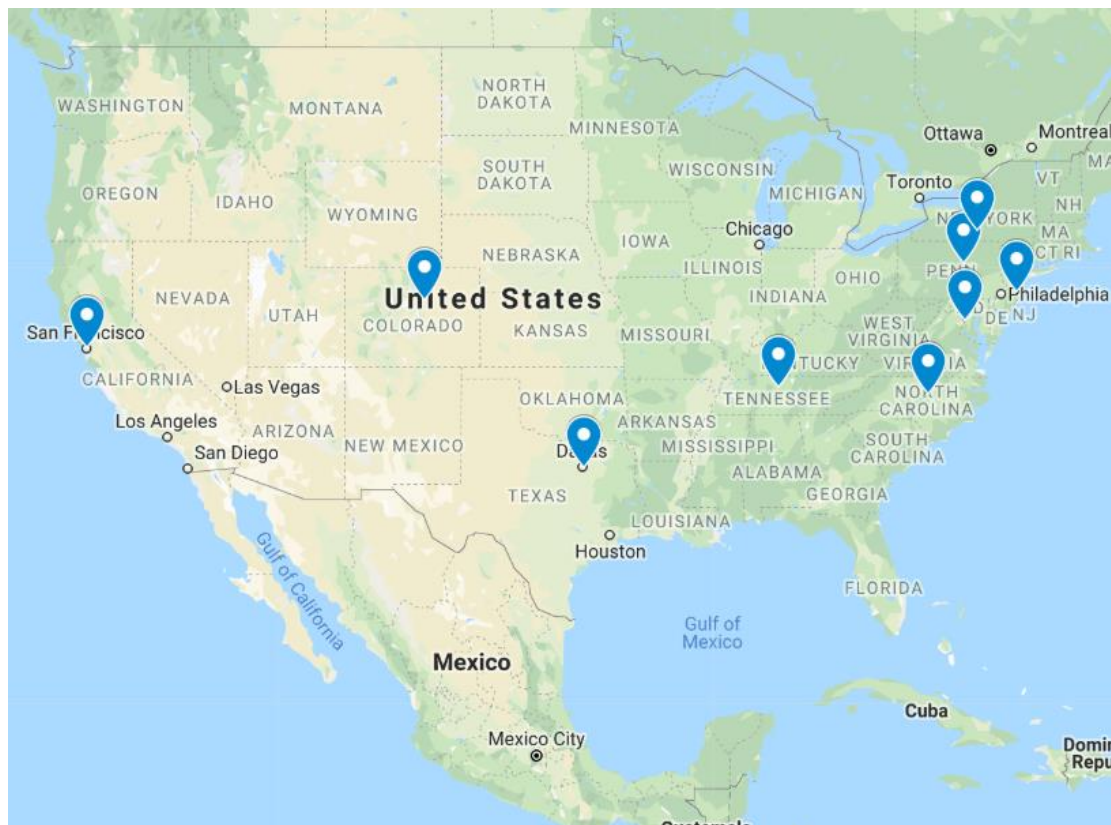 NORTH
DAKOTA
WASHINGTON
MONTANA
MINNESOTA
Ottawa
Montreal
SOUTH
DAKOTA
WISCONSIN
MICHIGAN
VT
MA
OREGON
IDAHO
Toronto
NH
WYOMING
Chicago
MA
IOWA
NEBRASKA
CT RI
ILLINOIS
OHIO
PENN
NEVADA
United States
INDIANA
Philadelphia
UTAH
COLORADO
KANSAS
MISSOURI
WEST
VIRGINIA
DE
NJ
CALIFORNIA
Las Vegas
TENNESSEE
NORTH
CAROLINA
OKLAHOMA
ARKANSAS
Los Angeles
ARIZONA
NEW MEXICO
MISSISSIPPI
SOUTH
CAROLINA
San Diego
ALABAMA
TEXAS
GEORGIA
LOUISIANA
Houston
Gulf of California
FLORIDA
Gulf of
Mexico
Mexico
Cuba
Mexico City
Domin
Repu